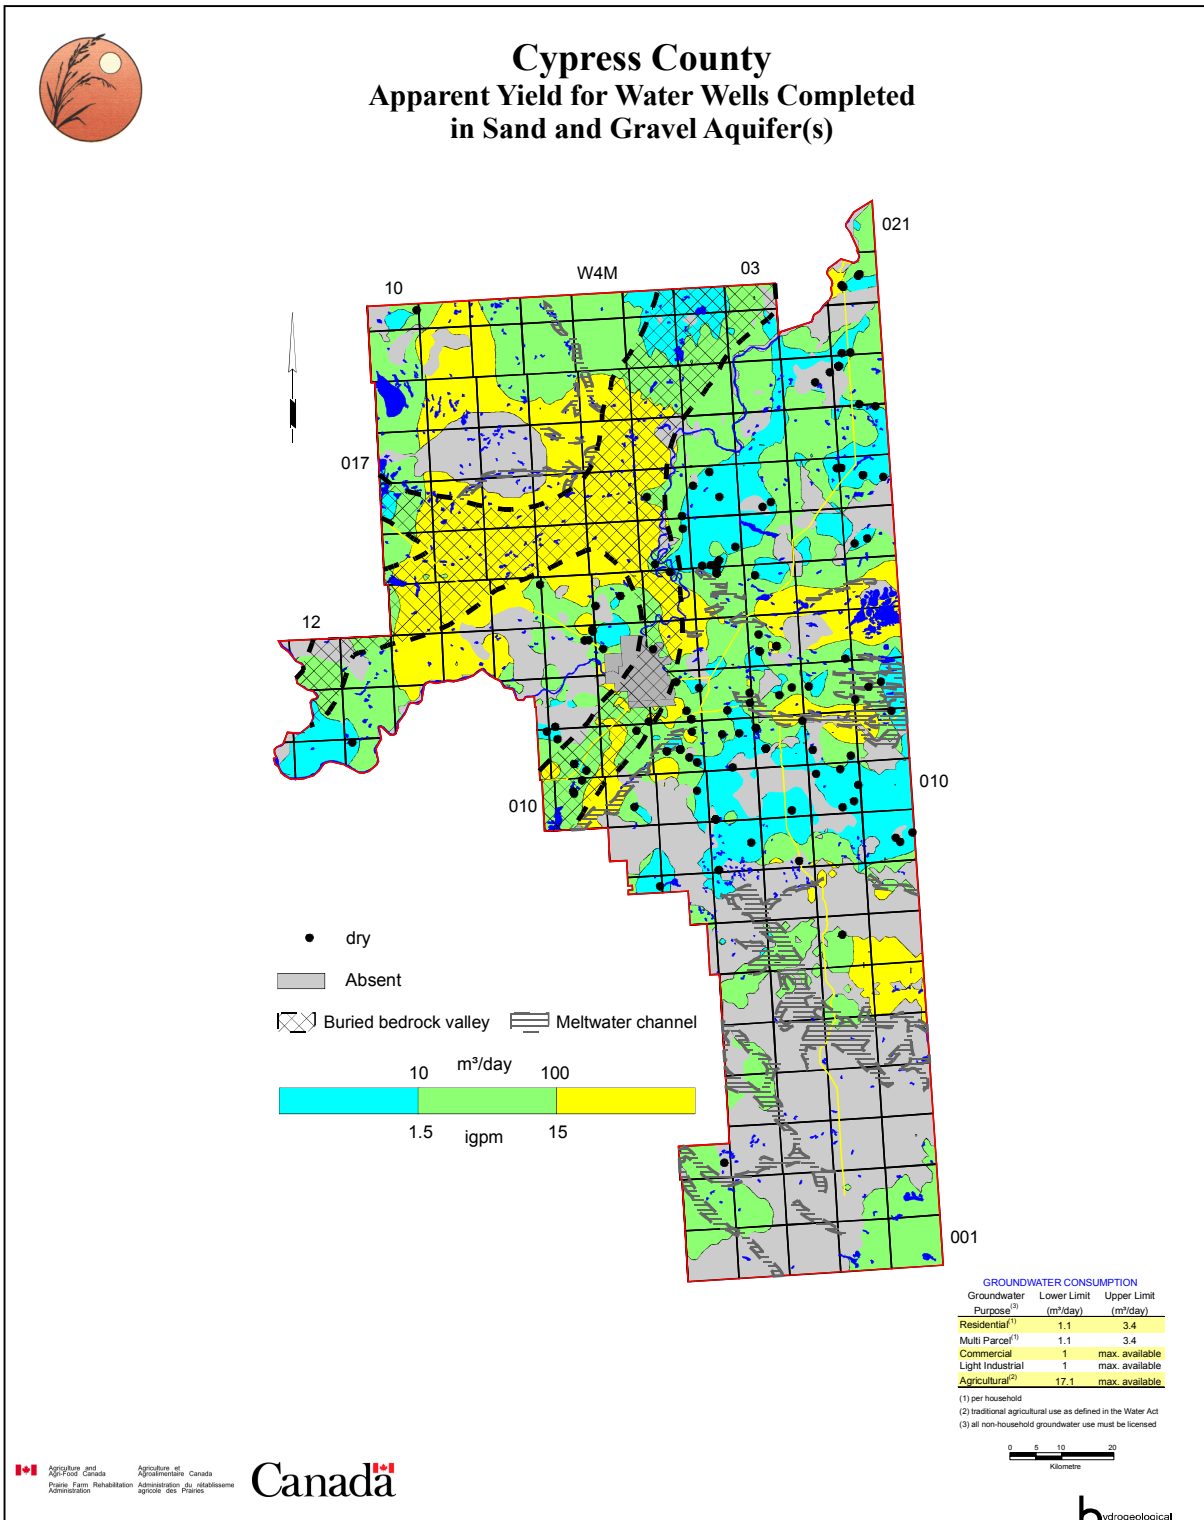 Cypress County
Apparent Yield for Water Wells Completed
in Sand and Gravel Aquifer(s)
021
W4M
03
10
017
12
010
010
dry
Absent
Buried bedrock valley
Meltwater channel
m³/day
10
100
1.5
igpm
15
001
GROUNDWATER CONSUMPTION
Groundwater Lower Limit Upper Limit
Purpose(3) (m³/day) (m³/day)
Residential(1) 1.1 3.4
Multi Parcel(1) 1.1 3.4
Commercial 1 max. available
Light Industrial 1 max. available
Agricultural(2) 17.1 max. available
(1) per household
(2) traditional agricultural use as defined in the Water Act
(3) all non-household groundwater use must be licensed
0 5 10 20
Kilometre
Agriculture and Agriculture et
Agri-Food Canada Agroalimentaire Canada
Prairie Farm Rehabilitation Administration du rétablisseme
Administration agricole des Prairies
Canada
hydrogeological